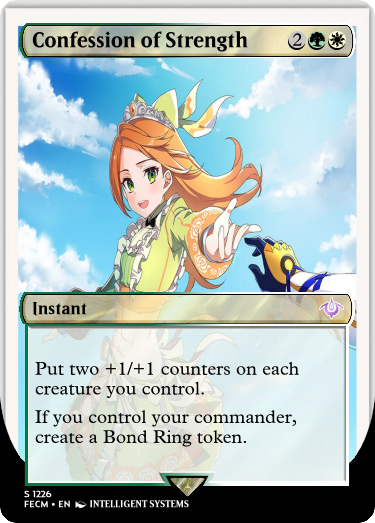 Confession of Strength 2
Instant
Put two +1/+1 counters on each
creature you control.
If you control your commander,
create a Bond Ring token.
S 1226
FECM • EN INTELLIGENT SYSTEMS